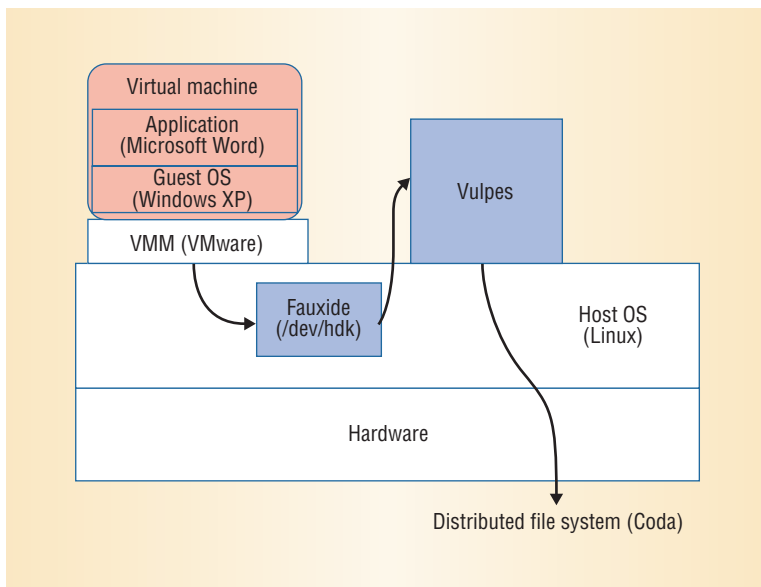 Virtual machine
Application
(Microsoft Word)
Guest OS
(Windows XP)
VMM (VMware)
Vulpes
Fauxide
(/dev/hdk)
Host OS
(Linux)
Hardware
Distributed file system (Coda)